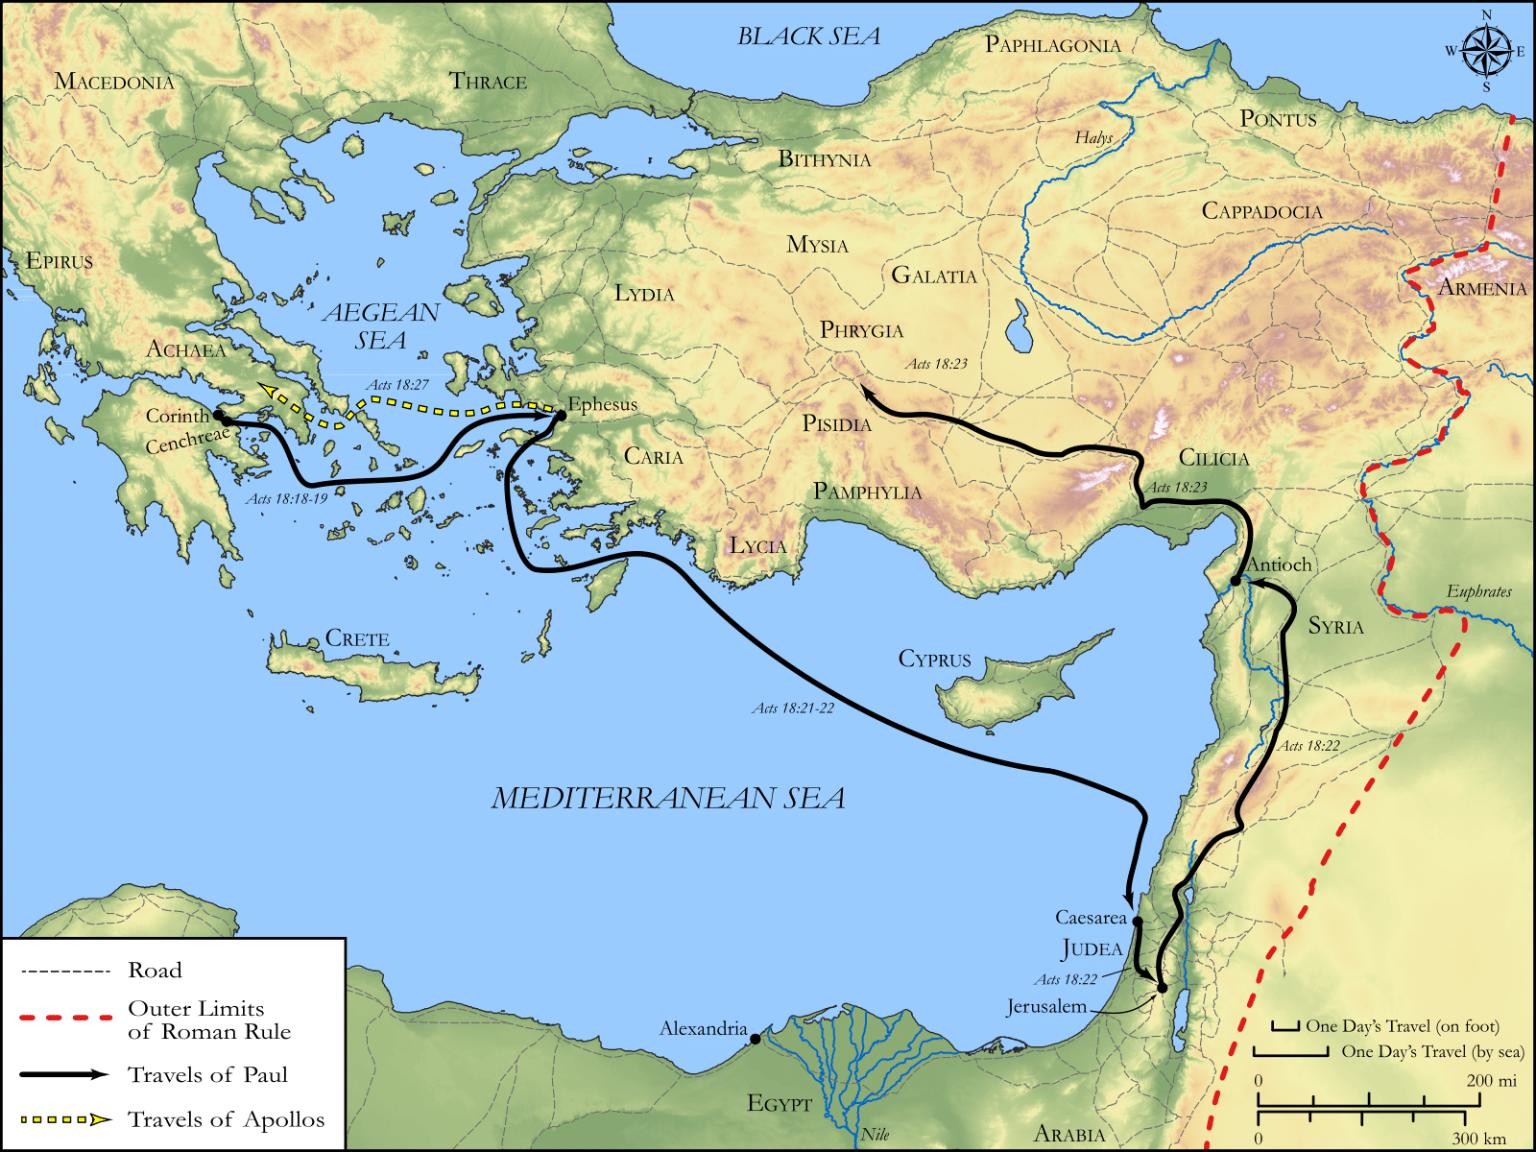 BLACK SEA
N
W E
S
PAPHLAGONIA
MACEDONIA
THRACE
PONTUS
Halys
BITHYNIA
CAPPADOCIA
MYSIA
EPIRUS
GALATIA
ARMENIA
LYDIA
AEGEAN
SEA
PHRYGIA
ACHAEA
Acts 18:23
Acts 18:27
Ephesus
Corinth
Cenchreae
PISIDIA
CARIA
CILICIA
Acts 18:23
PAMPHYLIA
Acts 18:18-19
LYCIA
Antioch
Euphrates
SYRIA
CRETE
CYPRUS
Acts 18:21-22
Acts 18:22
MEDITERRANEAN SEA
Caesarea
JUDEA
Acts 18:22
Jerusalem
Alexandria
EGYPT
Nile
ARABIA
Road
Outer Limits
of Roman Rule
Travels of Paul
Travels of Apollos
One Day's Travel (on foot)
One Day's Travel (by sea)
0 200 mi
0 300 km